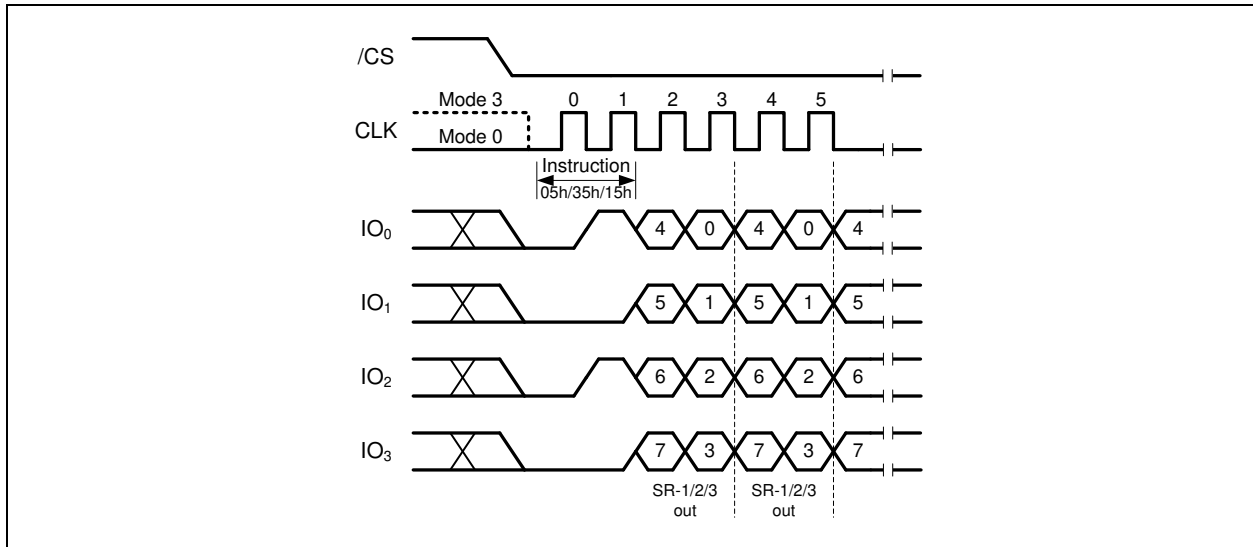 /CS
Mode 3 0 1 2 3 4 5
CLK
Mode 0
Instruction
05h/35h/15h
IO₀ 4 0 4 0 4
IO₁ 5 1 5 1 5
IO₂ 6 2 6 2 6
IO₃ 7 3 7 3 7
SR-1/2/3 SR-1/2/3
out out